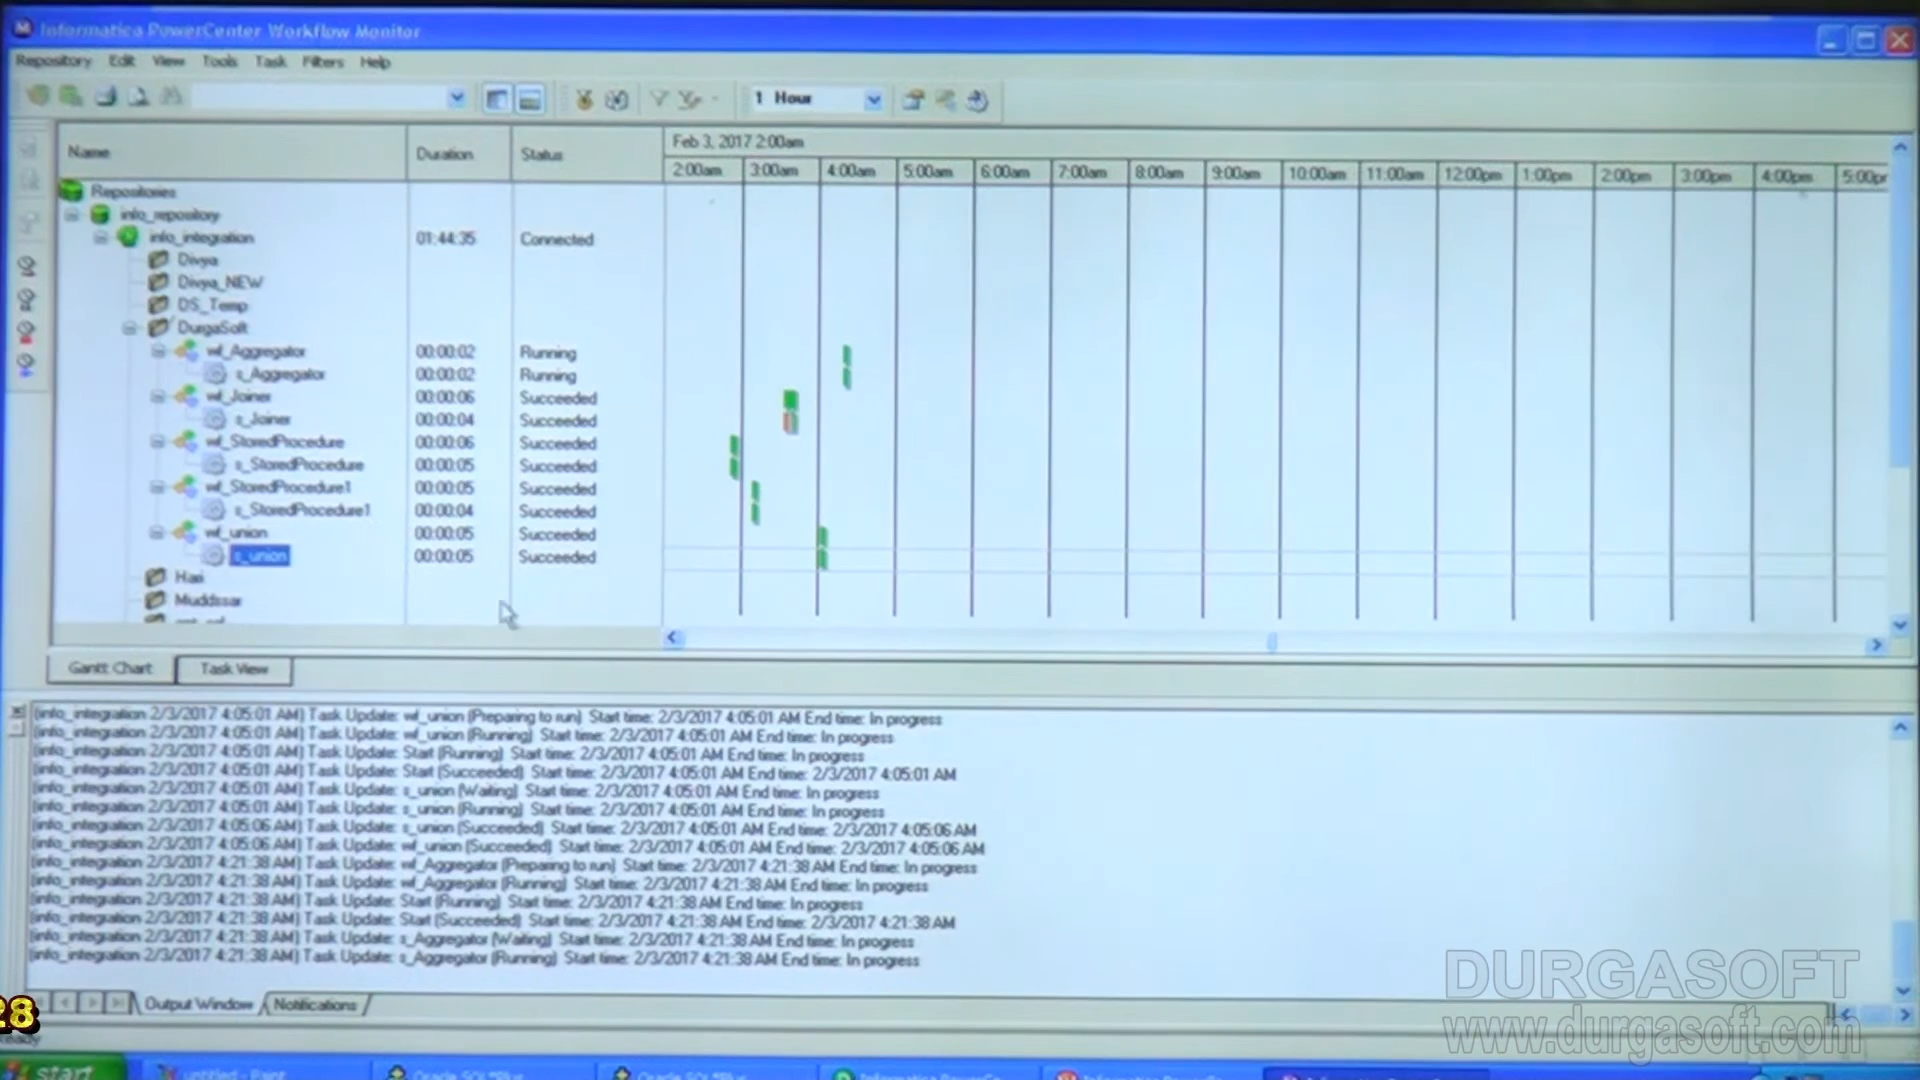 Informatica PowerCenter Workflow Monitor
Repository Edit View Tools Task Filters Help
1 Hour
Name Duration Status Feb 3, 2017 2:00am
2:00am 3:00am 4:00am 5:00am 6:00am 7:00am 8:00am 9:00am 10:00am 11:00am 12:00pm 1:00pm 2:00pm 3:00pm 4:00pm 5:00pr
Repositories
info_repository
info_integration 01:44:35 Connected
Divya
Divya_NEW
DS_Temp
DurgaSoft
wf_Aggregator 00:00:02 Running
s_Aggregator 00:00:02 Running
wf_Joiner 00:00:06 Succeeded
s_Joiner 00:00:04 Succeeded
wf_StoredProcedure 00:00:06 Succeeded
s_StoredProcedure 00:00:05 Succeeded
wf_StoredProcedure1 00:00:05 Succeeded
s_StoredProcedure1 00:00:04 Succeeded
wf_union 00:00:05 Succeeded
s_union 00:00:05 Succeeded
Hari
Muddssar
Gantt Chart Task View
(info_integration 2/3/2017 4:05:01 AM) Task Update: wf_union (Preparing to run) Start time: 2/3/2017 4:05:01 AM End time: In progress
(info_integration 2/3/2017 4:05:01 AM) Task Update: wf_union (Running) Start time: 2/3/2017 4:05:01 AM End time: In progress
(info_integration 2/3/2017 4:05:01 AM) Task Update: Start (Running) Start time: 2/3/2017 4:05:01 AM End time: In progress
(info_integration 2/3/2017 4:05:01 AM) Task Update: Start (Succeeded) Start time: 2/3/2017 4:05:01 AM End time: 2/3/2017 4:05:01 AM
(info_integration 2/3/2017 4:05:01 AM) Task Update: s_union (Waiting) Start time: 2/3/2017 4:05:01 AM End time: In progress
(info_integration 2/3/2017 4:05:01 AM) Task Update: s_union (Running) Start time: 2/3/2017 4:05:01 AM End time: In progress
(info_integration 2/3/2017 4:05:06 AM) Task Update: s_union (Succeeded) Start time: 2/3/2017 4:05:01 AM End time: 2/3/2017 4:05:06 AM
(info_integration 2/3/2017 4:05:06 AM) Task Update: wf_union (Succeeded) Start time: 2/3/2017 4:05:01 AM End time: 2/3/2017 4:05:06 AM
(info_integration 2/3/2017 4:21:38 AM) Task Update: wf_Aggregator (Preparing to run) Start time: 2/3/2017 4:21:38 AM End time: In progress
(info_integration 2/3/2017 4:21:38 AM) Task Update: wf_Aggregator (Running) Start time: 2/3/2017 4:21:38 AM End time: In progress
(info_integration 2/3/2017 4:21:38 AM) Task Update: Start (Running) Start time: 2/3/2017 4:21:38 AM End time: In progress
(info_integration 2/3/2017 4:21:38 AM) Task Update: Start (Succeeded) Start time: 2/3/2017 4:21:38 AM End time: 2/3/2017 4:21:38 AM
(info_integration 2/3/2017 4:21:38 AM) Task Update: s_Aggregator (Waiting) Start time: 2/3/2017 4:21:38 AM End time: In progress
(info_integration 2/3/2017 4:21:38 AM) Task Update: s_Aggregator (Running) Start time: 2/3/2017 4:21:38 AM End time: In progress
DURGASOFT
www.durgasoft.com
Output Window Notifications
28
Ready
start untitled - Paint Oracle SQL*Plus Oracle SQL*Plus Informatica PowerCe Informatica PowerCe